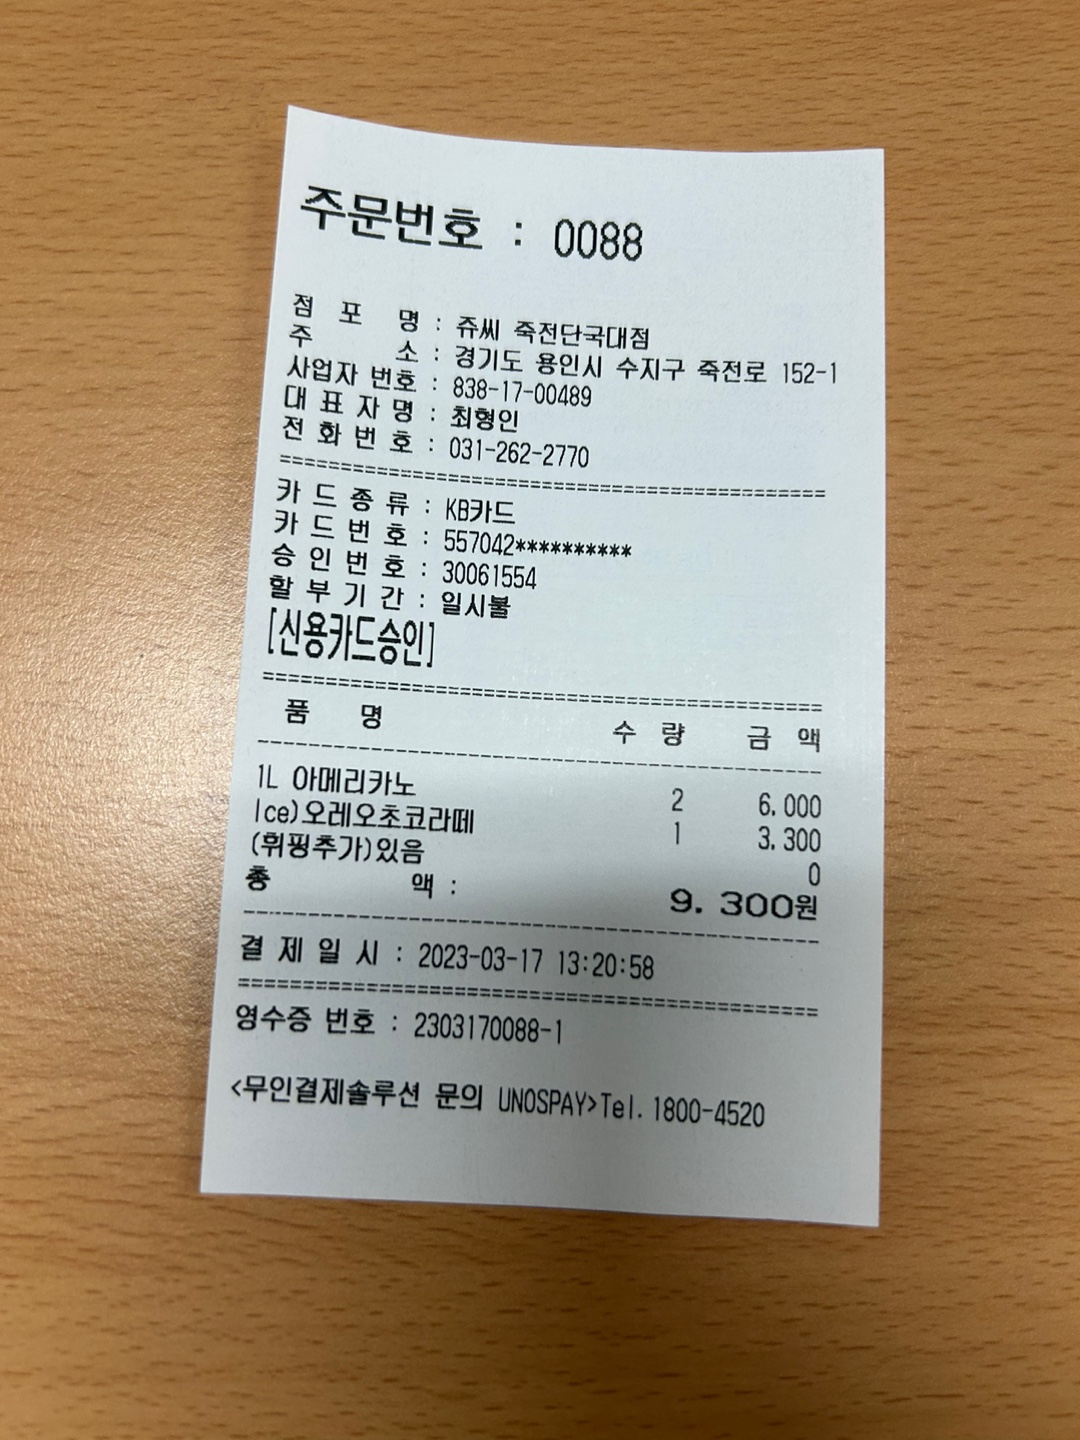 주문번호 : 0088
점 포 명 : 쥬씨 죽전단국대점
주 소 : 경기도 용인시 수지구 죽전로 152-1
사업자 번호 : 838-17-00489
대 표 자 명 : 최형인
전 화 번 호 : 031-262-2770
==================================================
카 드 종 류 : KB카드
카 드 번 호 : 557042**********
승 인 번 호 : 30061554
할 부 기 간 : 일시불
[신용카드승인]
==================================================
품 명 수 량 금 액
--------------------------------------------------
1L 아메리카노 2 6,000
Ice)오레오초코라떼 1 3,300
(휘핑추가)있음 0
총 액 : 9,300원
--------------------------------------------------
결 제 일 시 : 2023-03-17 13:20:58
==================================================
영수증 번호 : 2303170088-1
<무인결제솔루션 문의 UNOSPAY>Tel.1800-4520